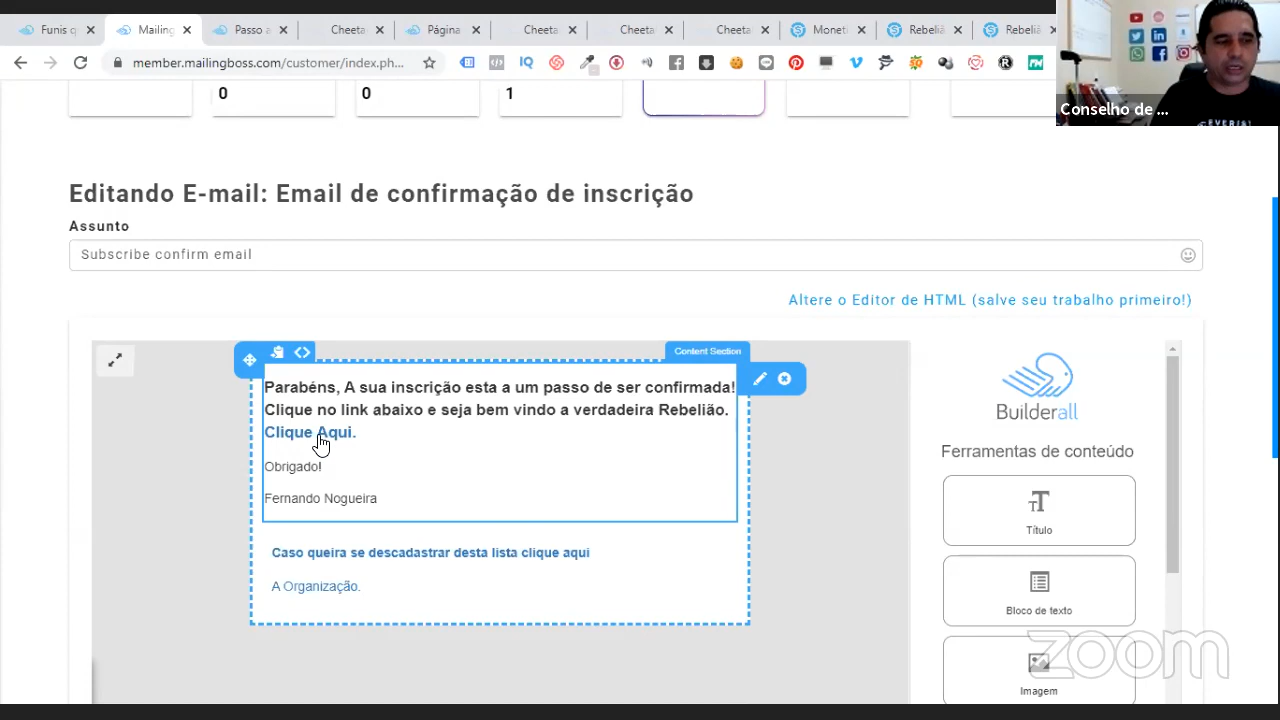 Funis q
Mailing
Passo a
Cheeta
Página
Cheeta
Cheeta
Cheeta
Moneti
Rebeliã
Rebeliã
member.mailingboss.com/customer/index.ph...
IQ
Conselho de ...
0
0
1
Editando E-mail: Email de confirmação de inscrição
Assunto
Subscribe confirm email
Altere o Editor de HTML (salve seu trabalho primeiro!)
Content Section
Parabéns, A sua inscrição esta a um passo de ser confirmada!
Clique no link abaixo e seja bem vindo a verdadeira Rebelião.
Clique Aqui.
Obrigado!
Fernando Nogueira
Caso queira se descadastrar desta lista clique aqui
A Organização.
Builderall
Ferramentas de conteúdo
Título
Bloco de texto
Imagem
zoom